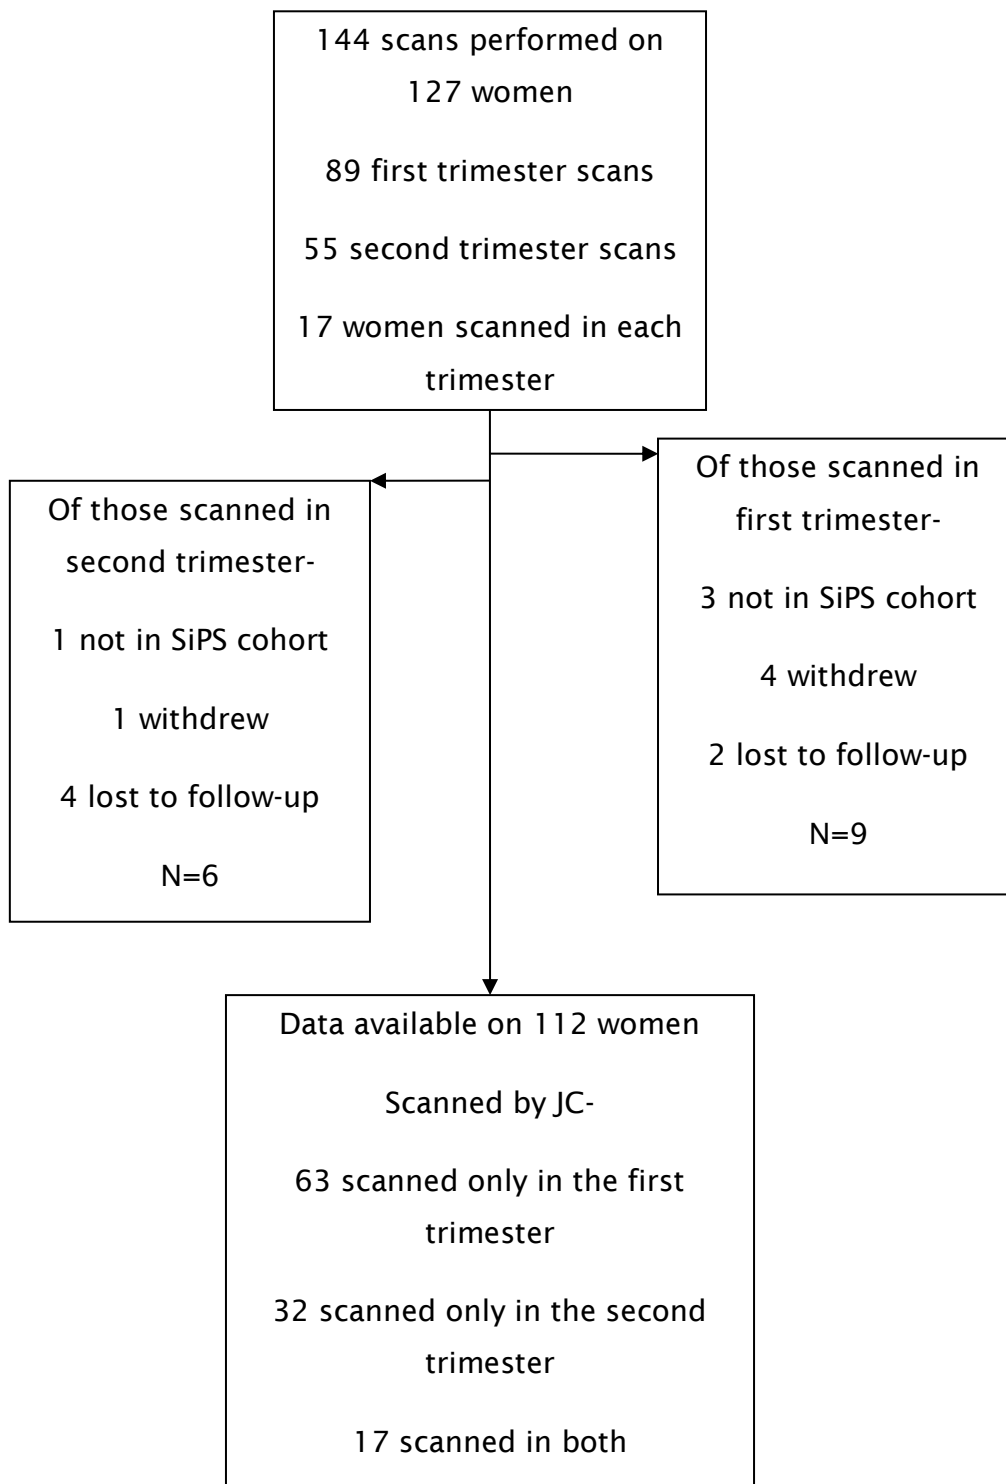 144 scans performed on
127 women
89 first trimester scans
55 second trimester scans
17 women scanned in each
trimester
Of those scanned in
second trimester-
1 not in SiPS cohort
1 withdrew
4 lost to follow-up
N=6
Of those scanned in
first trimester-
3 not in SiPS cohort
4 withdrew
2 lost to follow-up
N=9
Data available on 112 women
Scanned by JC-
63 scanned only in the first
trimester
32 scanned only in the second
trimester
17 scanned in both